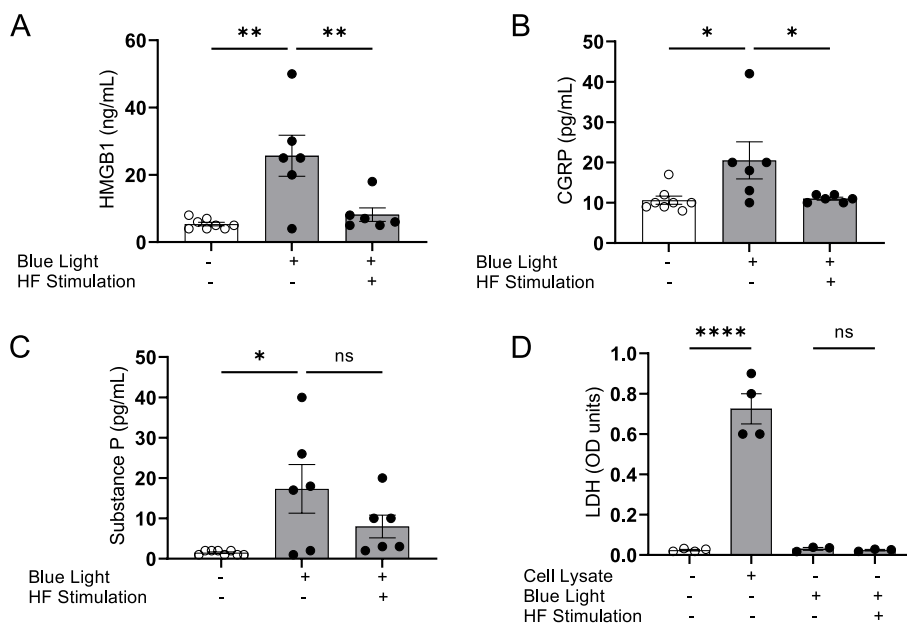 A
** **
HMGB1 (ng/mL)
60
40
20
0
Blue Light - + +
HF Stimulation - - +
B
* *
CGRP (pg/mL)
50
40
30
20
10
0
Blue Light - + +
HF Stimulation - - +
C
* ns
Substance P (pg/mL)
50
40
30
20
10
0
Blue Light - + +
HF Stimulation - - +
D
**** ns
LDH (OD units)
1.0
0.8
0.6
0.4
0.2
0.0
Cell Lysate - + - -
Blue Light - - + +
HF Stimulation - - - +